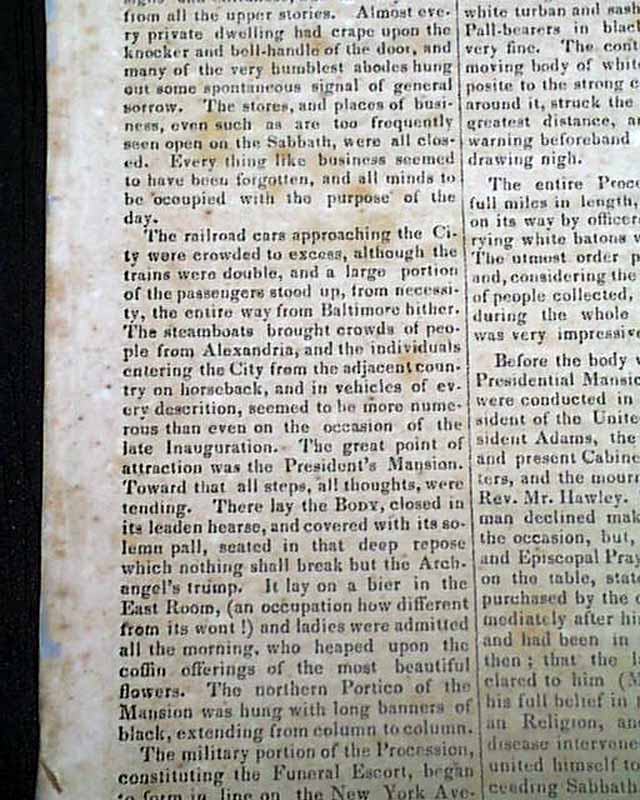 from all the upper stories. Almost eve-
ry private dwelling had crape upon the
knocker and bell-handle of the door, and
many of the very humblest abodes hung
out some spontaneous signal of general
sorrow. The stores, and places of busi-
ness, even such as are too frequently
seen open on the Sabbath, were all clos-
ed. Every thing like business seemed
to have been forgotten, and all minds to
be occupied with the purpose of the
day.
The railroad cars approaching the Ci-
ty were crowded to excess, although the
trains were double, and a large portion
of the passengers stood up, from necessi-
ty, the entire way from Baltimore hither.
The steamboats brought crowds of peo-
ple from Alexandria, and the individuals
entering the City from the adjacent coun-
try on horseback, and in vehicles of ev-
ery descrition, seemed to be more nume-
rous than even on the occasion of the
late Inauguration. The great point of
attraction was the President's Mansion.
Toward that all steps, all thoughts, were
tending. There lay the BODY, closed in
its leaden hearse, and covered with its so-
lemn pall, seated in that deep repose
which nothing shall break but the Arch-
angel's trump. It lay on a bier in the
East Room, (an occupation how different
from its wont!) and ladies were admitted
all the morning, who heaped upon the
coffin offerings of the most beautiful
flowers. The northern Portico of the
Mansion was hung with long banners of
black, extending from column to column.
The military portion of the Procession,
constituting the Funeral Escort, began
to form in line on the New York Ave-
white turban and sash
Pall-bearers in black
very fine. The
moving body of white
posite to the strong
around it, struck the
greatest distance,
warning beforehand
drawing nigh.
The entire
full miles in length,
on its way by officer
rying white batons
The utmost order
and, considering the
of people collected,
during the whole
was very impressive
Before the body
Presidential
were conducted in
sident of the
sident Adams, the
and present
ters, and the
Rev. Mr. Hawley.
man declined
the occasion, but,
and Episcopal
on the table,
purchased by the
mediately after
and had been in
then; that the
clared to him
his full belief in
an Religion,
disease
united himself to
ceeding